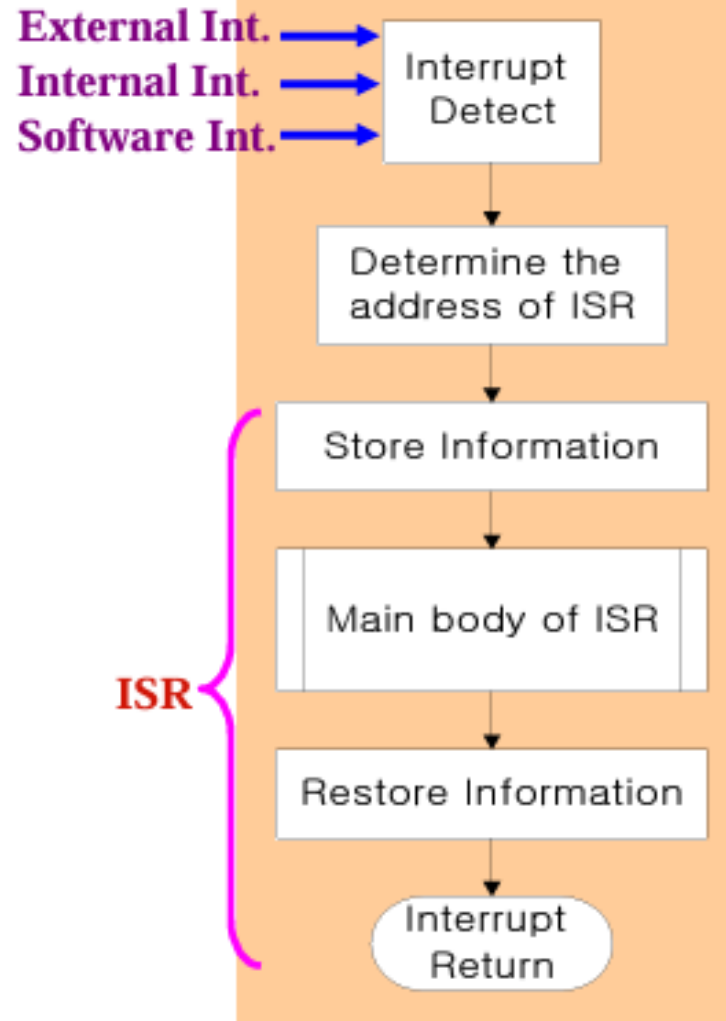 External Int.
Internal Int.
Software Int.
Interrupt
Detect
Determine the
address of ISR
Store Information
Main body of ISR
ISR
Restore Information
Interrupt
Return